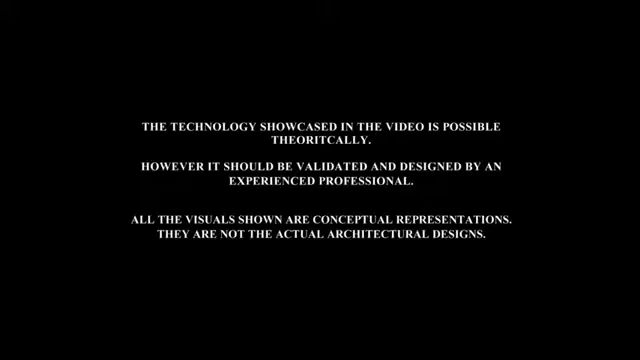 THE TECHNOLOGY SHOWCASED IN THE VIDEO IS POSSIBLE
THEORITCALLY.
HOWEVER IT SHOULD BE VALIDATED AND DESIGNED BY AN
EXPERIENCED PROFESSIONAL.
ALL THE VISUALS SHOWN ARE CONCEPTUAL REPRESENTATIONS.
THEY ARE NOT THE ACTUAL ARCHITECTURAL DESIGNS.